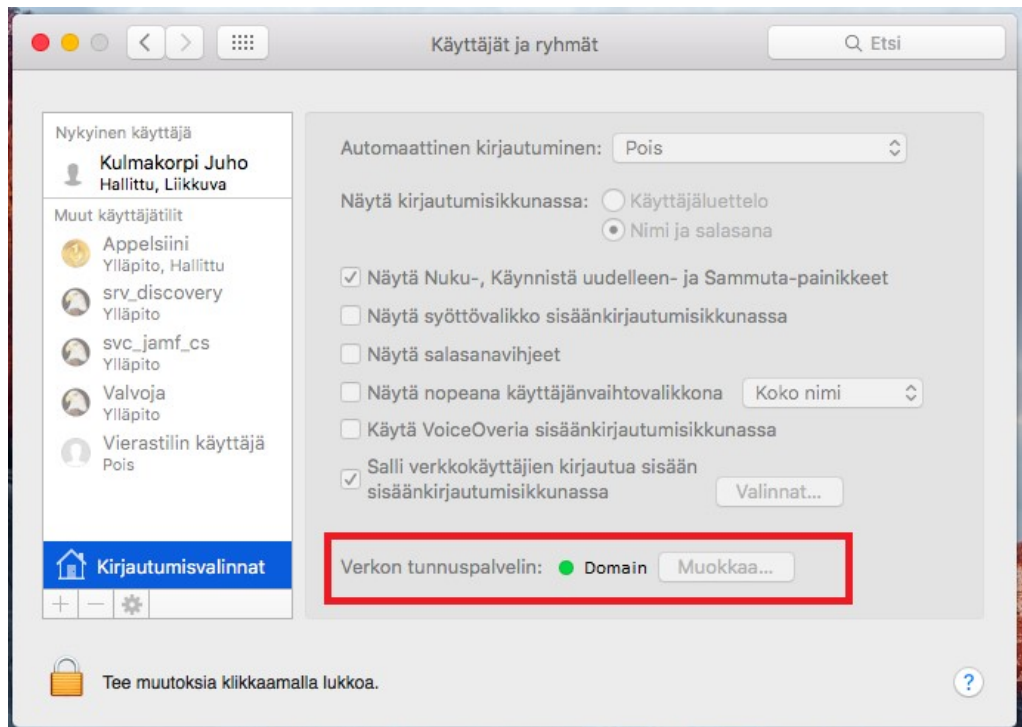 Käyttäjät ja ryhmät
Etsi
Nykyinen käyttäjä
Kulmakorpi Juho
Hallittu, Liikkuva
Muut käyttäjätilit
Appelsiini
Ylläpito, Hallittu
srv_discovery
Ylläpito
svc_jamf_cs
Ylläpito
Valvoja
Ylläpito
Vierastilin käyttäjä
Pois
Kirjautumisvalinnat
Automaattinen kirjautuminen: Pois
Näytä kirjautumisikkunassa: Käyttäjäluettelo
Nimi ja salasana
Näytä Nuku-, Käynnistä uudelleen- ja Sammuta-painikkeet
Näytä syöttövalikko sisäänkirjautumisikkunassa
Näytä salasanavihjeet
Näytä nopeana käyttäjänvaihtovalikkona Koko nimi
Käytä VoiceOveria sisäänkirjautumisikkunassa
Salli verkkokäyttäjien kirjautua sisään
sisäänkirjautumisikkunassa Valinnat...
Verkon tunnuspalvelin: Domain Muokkaa...
Tee muutoksia klikkaamalla lukkoa.
?